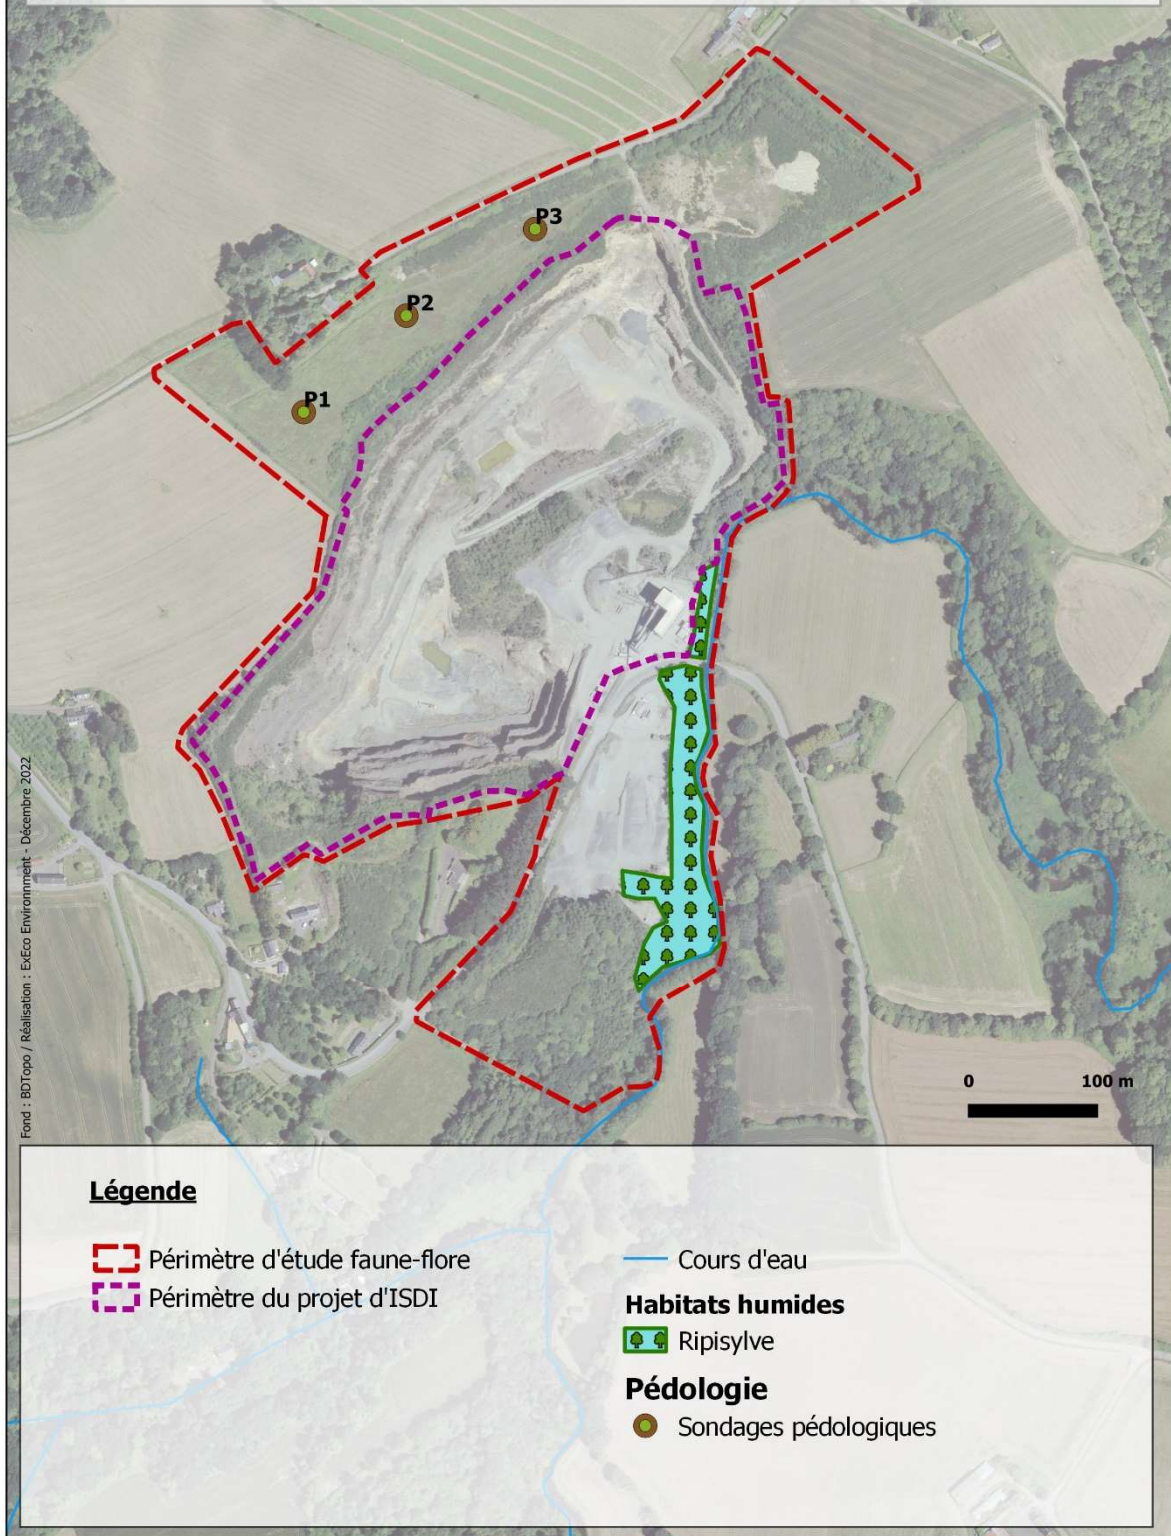 P3
P2
P1
Fond : BDTopo / Réalisation : ExEco Environment - Décembre 2022
0 100 m
Légende
Périmètre d'étude faune-flore
Périmètre du projet d'ISDI
Cours d'eau
Habitats humides
Ripisylve
Pédologie
Sondages pédologiques